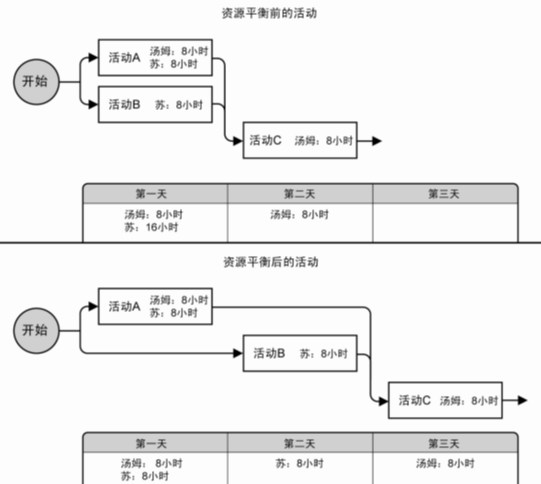 资源平衡前的活动
开始
活动A 汤姆：8小时
苏：8小时
活动B 苏：8小时
活动C 汤姆：8小时
第一天 第二天 第三天
汤姆：8小时 汤姆：8小时
苏：16小时
资源平衡后的活动
开始
活动A 汤姆：8小时
苏：8小时
活动B 苏：8小时
活动C 汤姆：8小时
第一天 第二天 第三天
汤姆： 8小时 苏：8小时 汤姆：8小时
苏：8小时